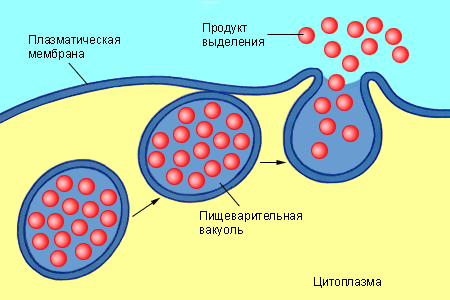 Продукт
выделения
Плазматическая
мембрана
Пищеварительная
вакуоль
Цитоплазма